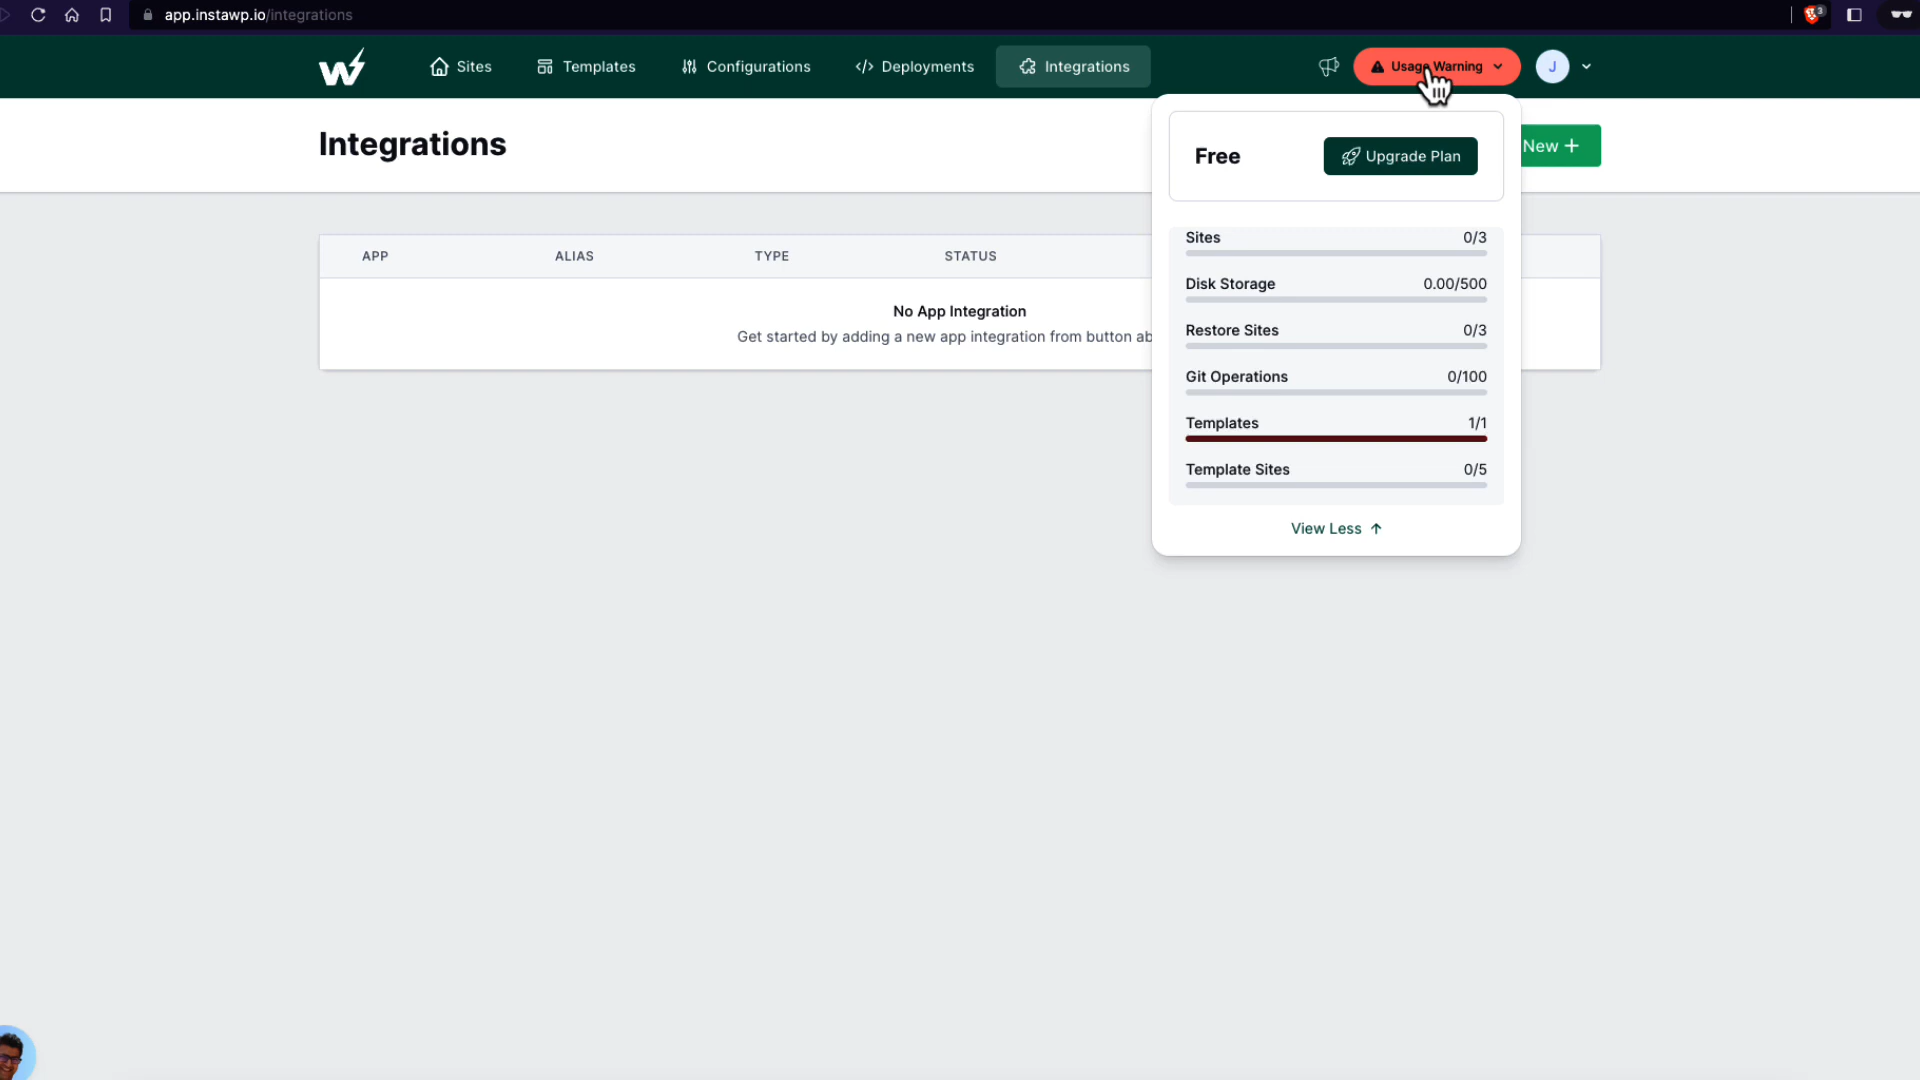 app.instawp.io/integrations
3
Sites
Templates
Configurations
Deployments
Integrations
Usage Warning
J
Integrations
New +
Free
Upgrade Plan
Sites 0/3
Disk Storage 0.00/500
Restore Sites 0/3
Git Operations 0/100
Templates 1/1
Template Sites 0/5
View Less
APP ALIAS TYPE STATUS
No App Integration
Get started by adding a new app integration from button ab